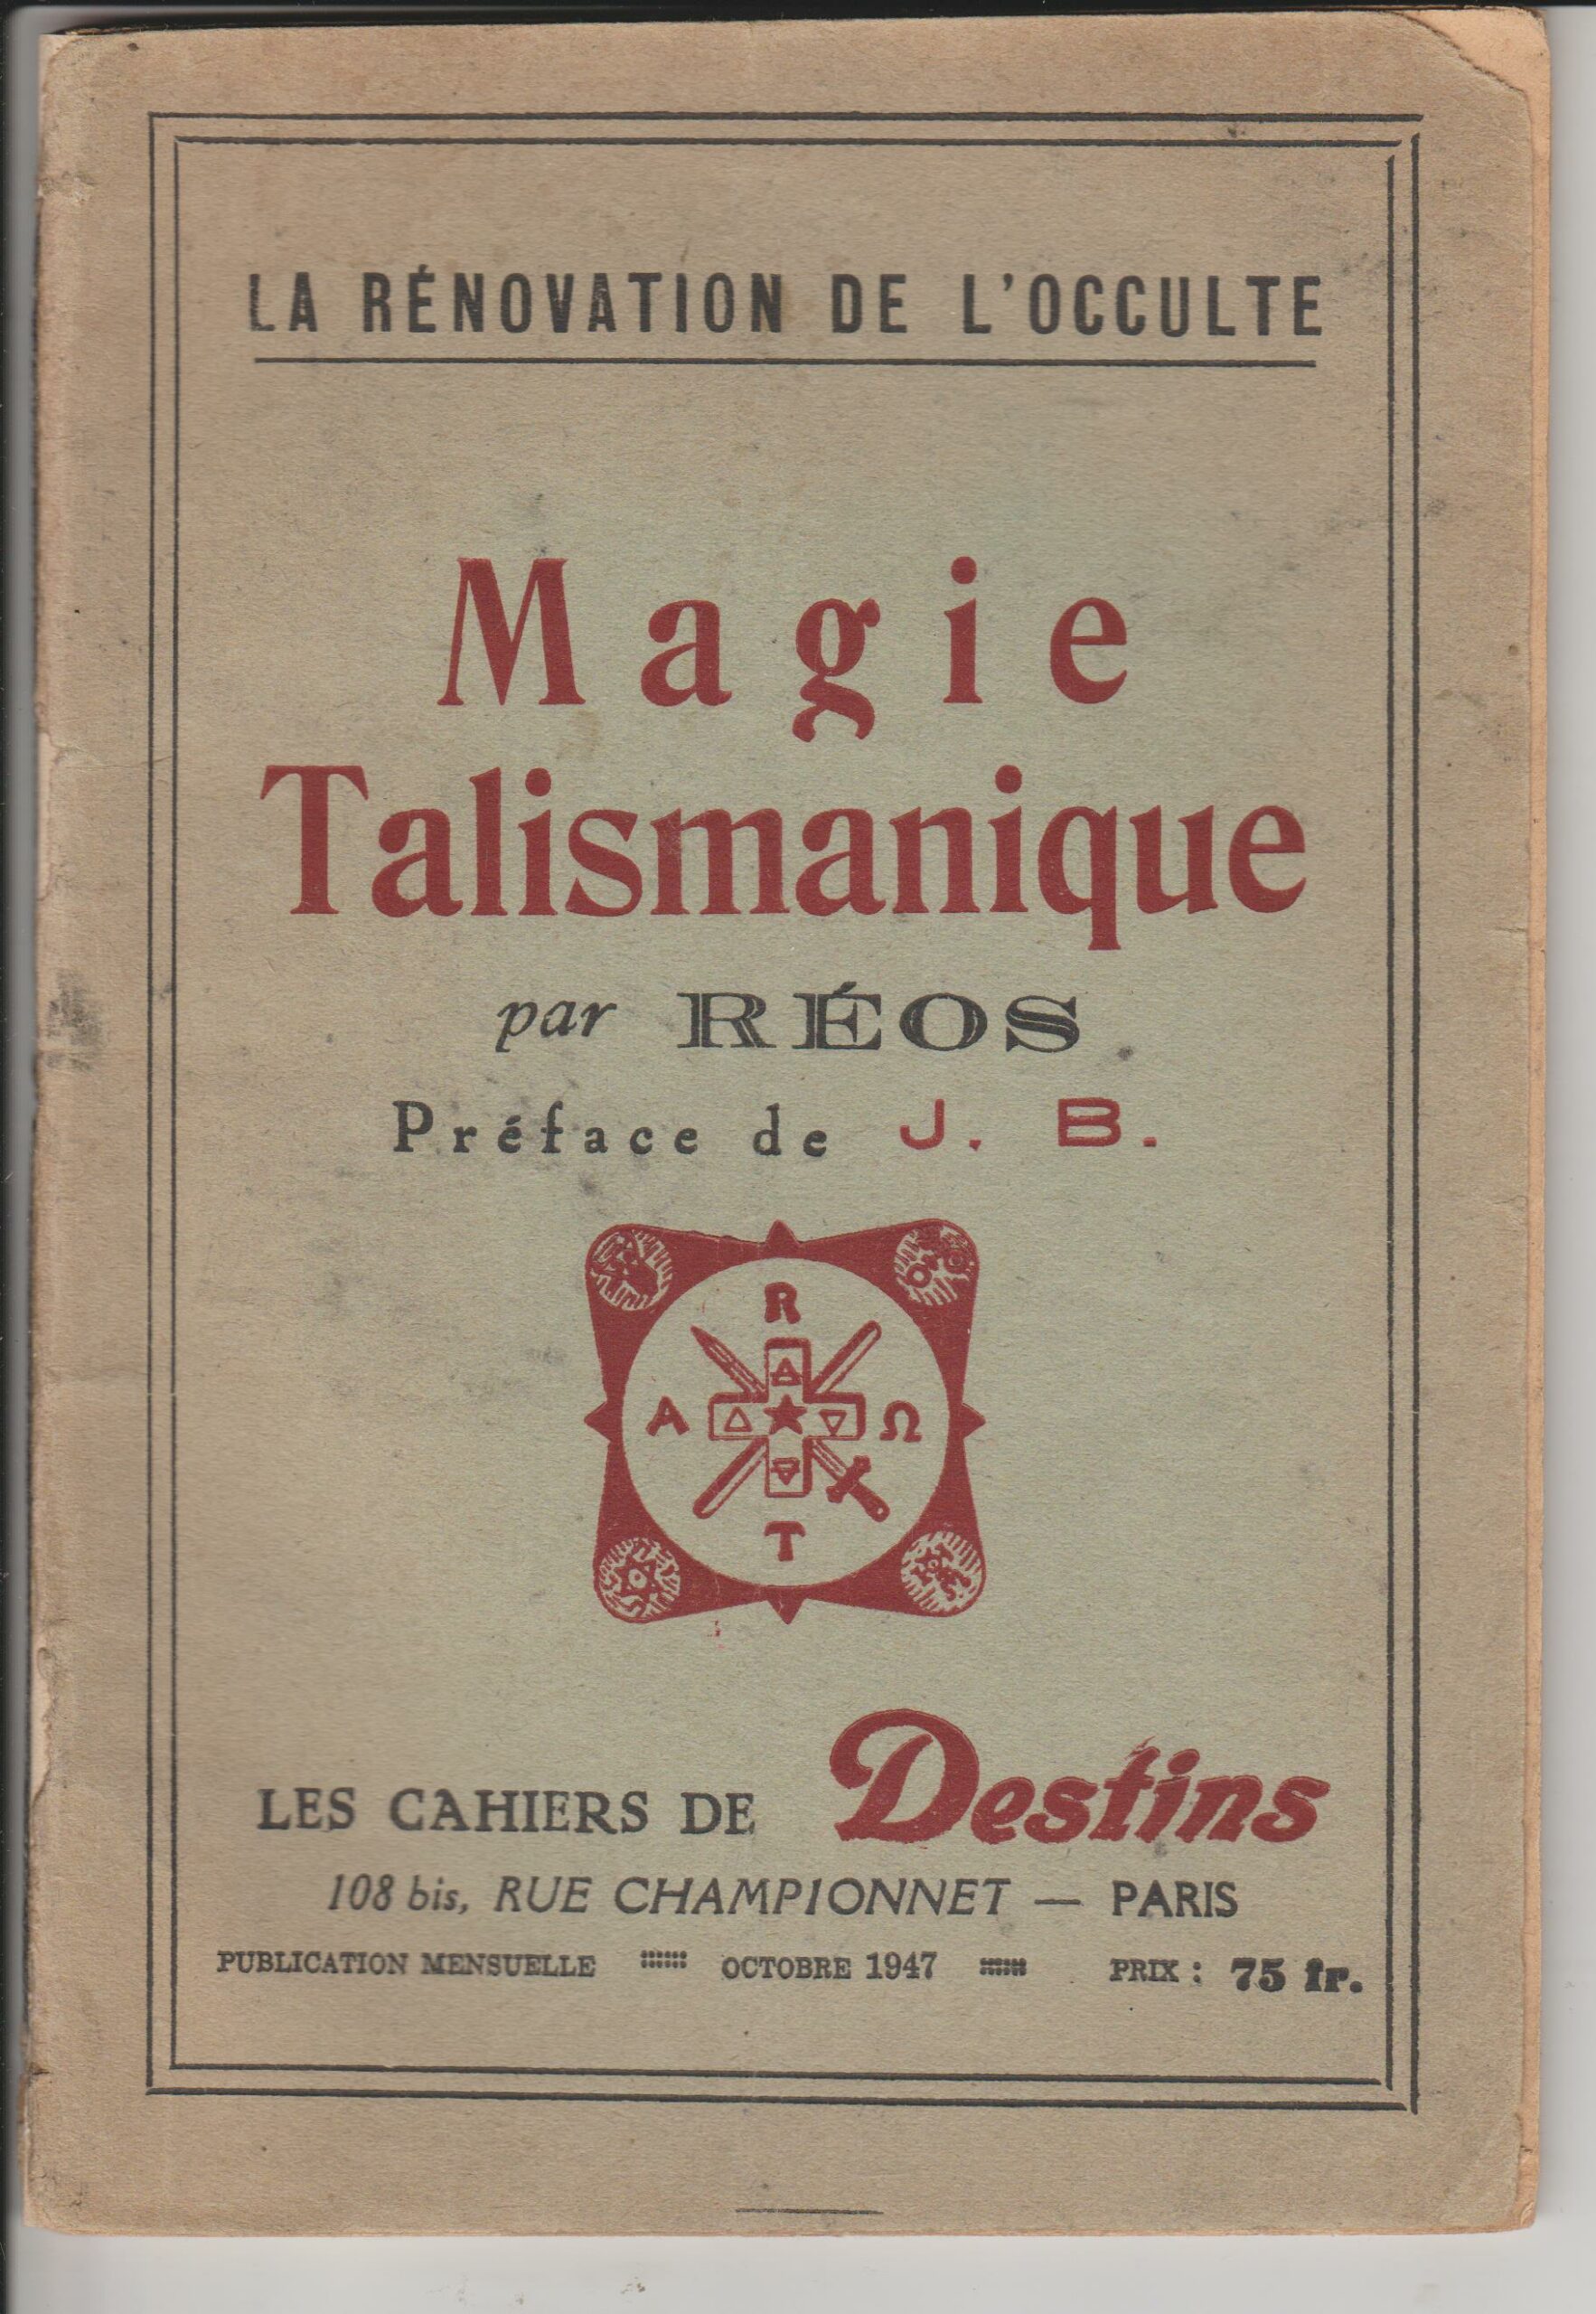 LA RÉNOVATION DE L'OCCULTE
Magie
Talismanique
par RÉOS
Préface de J. B.
R
A Ω
T
LES CAHIERS DE Destins
108 bis, RUE CHAMPIONNET — PARIS
PUBLICATION MENSUELLE OCTOBRE 1947 PRIX : 75 fr.